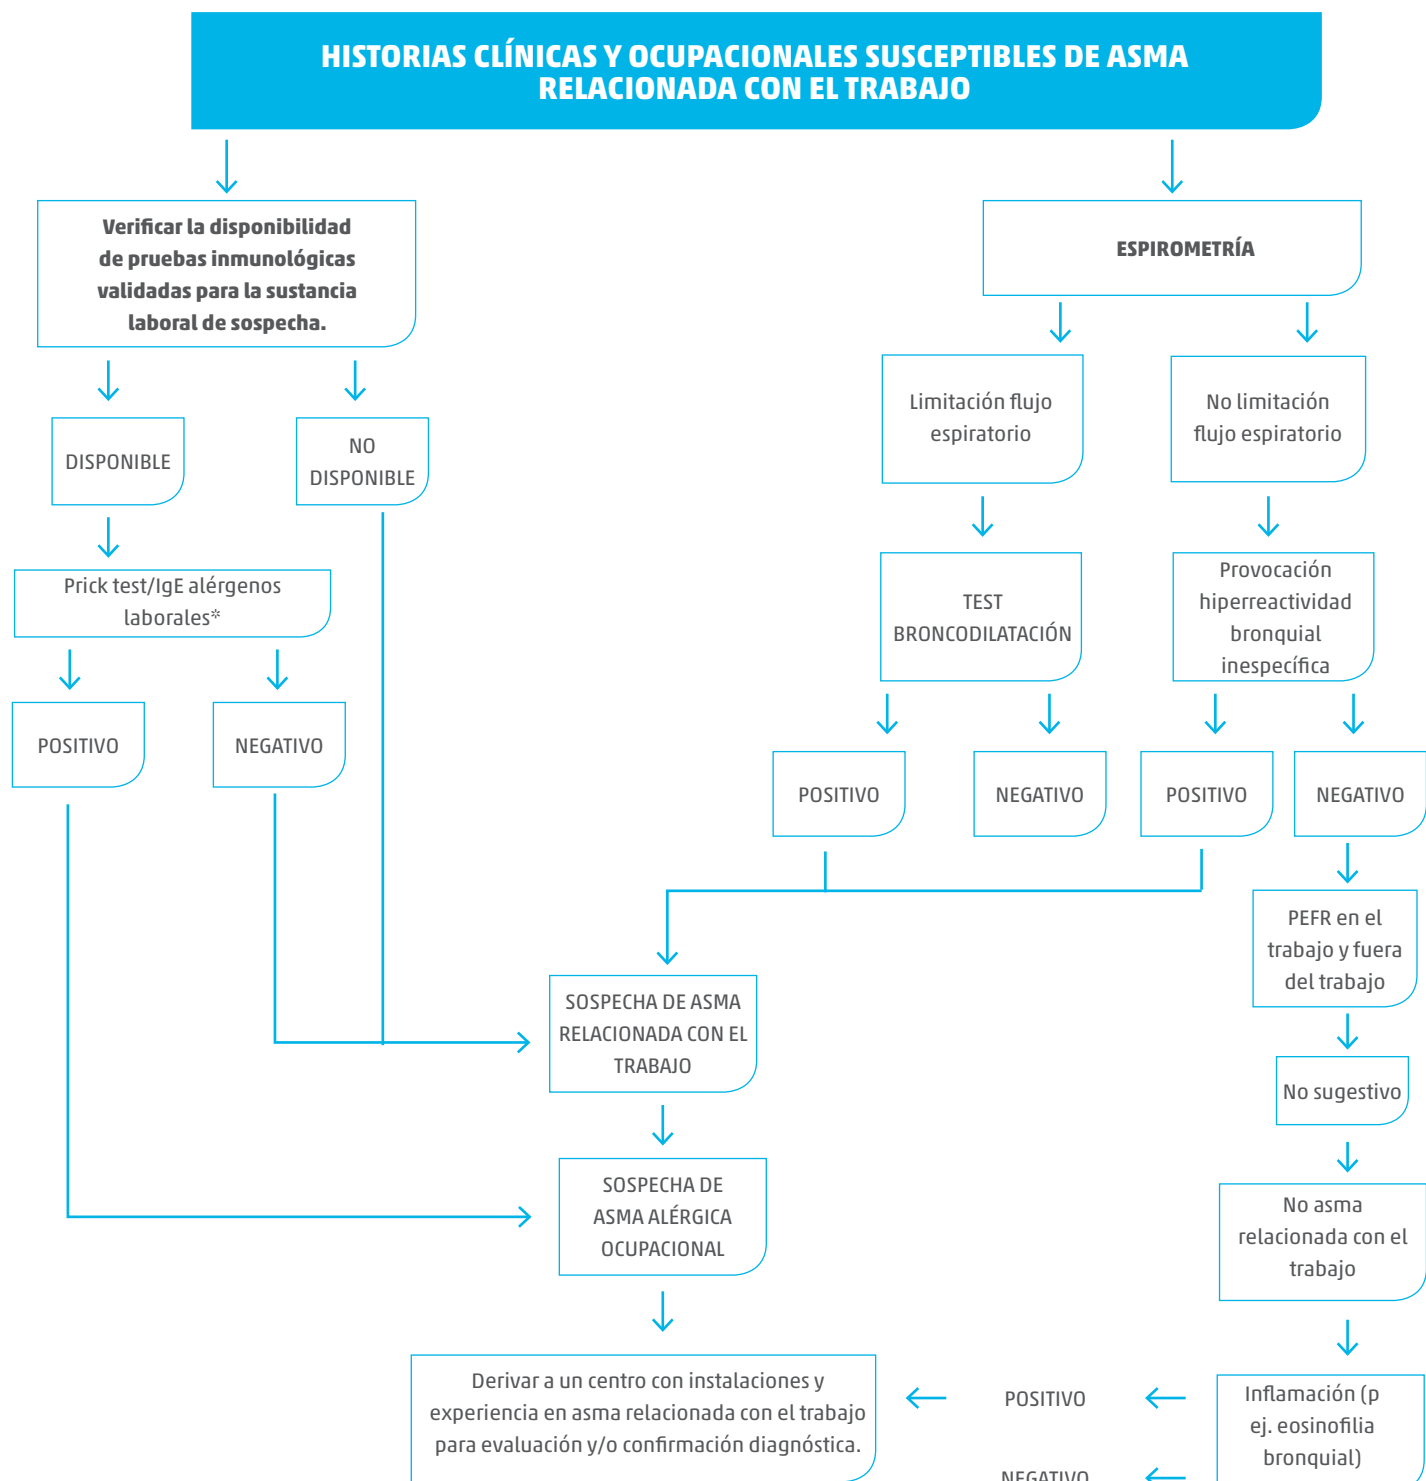 HISTORIAS CLÍNICAS Y OCUPACIONALES SUSCEPTIBLES DE ASMA
RELACIONADA CON EL TRABAJO
Verificar la disponibilidad
de pruebas inmunológicas
validadas para la sustancia
laboral de sospecha.
ESPIROMETRÍA
DISPONIBLE
NO
DISPONIBLE
Limitación flujo
espiratorio
No limitación
flujo espiratorio
Prick test/IgE alérgenos
laborales*
TEST
BRONCODILATACIÓN
Provocación
hiperreactividad
bronquial
inespecífica
POSITIVO
NEGATIVO
POSITIVO
NEGATIVO
POSITIVO
NEGATIVO
PEFR en el
trabajo y fuera
del trabajo
SOSPECHA DE ASMA
RELACIONADA CON EL
TRABAJO
No sugestivo
SOSPECHA DE
ASMA ALÉRGICA
OCUPACIONAL
No asma
relacionada con el
trabajo
Derivar a un centro con instalaciones y
experiencia en asma relacionada con el trabajo
para evaluación y/o confirmación diagnóstica.
POSITIVO
Inflamación (p
ej. eosinofilia
bronquial)
NEGATIVO